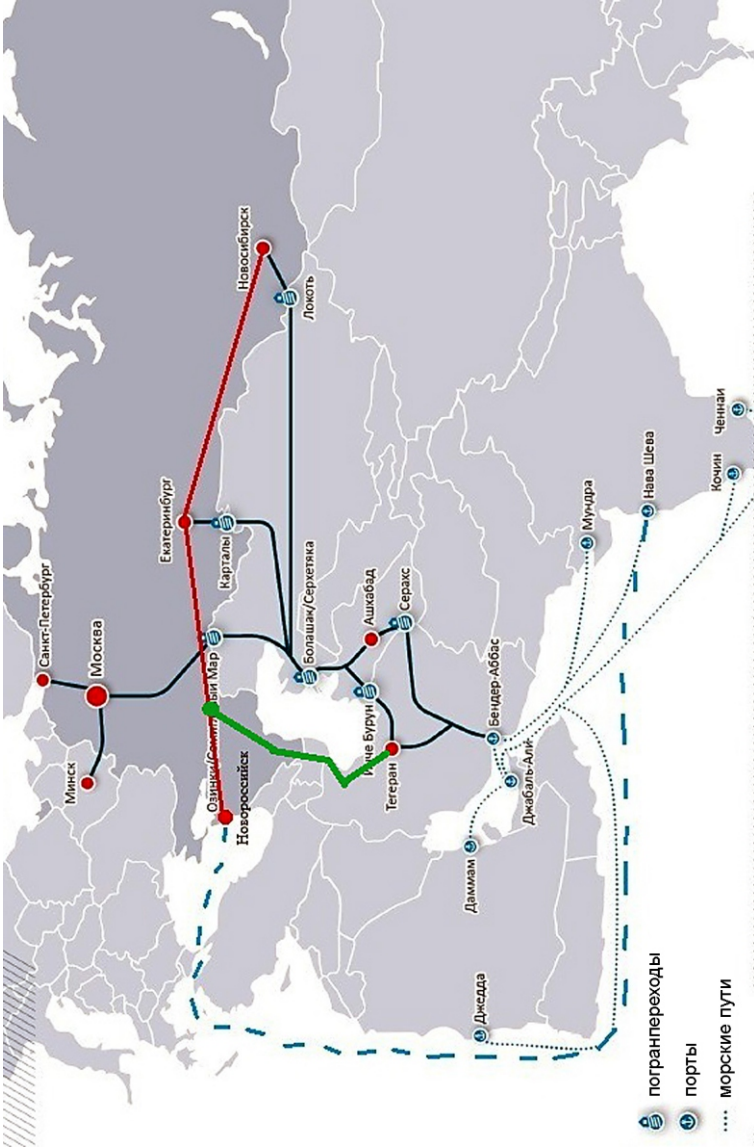 Санкт-Петербург
Москва
Минск
Екатеринбург
Новосибирск
Локоть
Карталы
Озинки/ Мар
Новороссийск
Болашак/Серхетяка
Ашхабад
Серахс
Инче Бурун
Тегеран
Бендер-Аббас
Джабаль-Али
Даммам
Джедда
Мундра
Нава Шева
Кочин
Ченнаи
погранпереходы
порты
морские пути